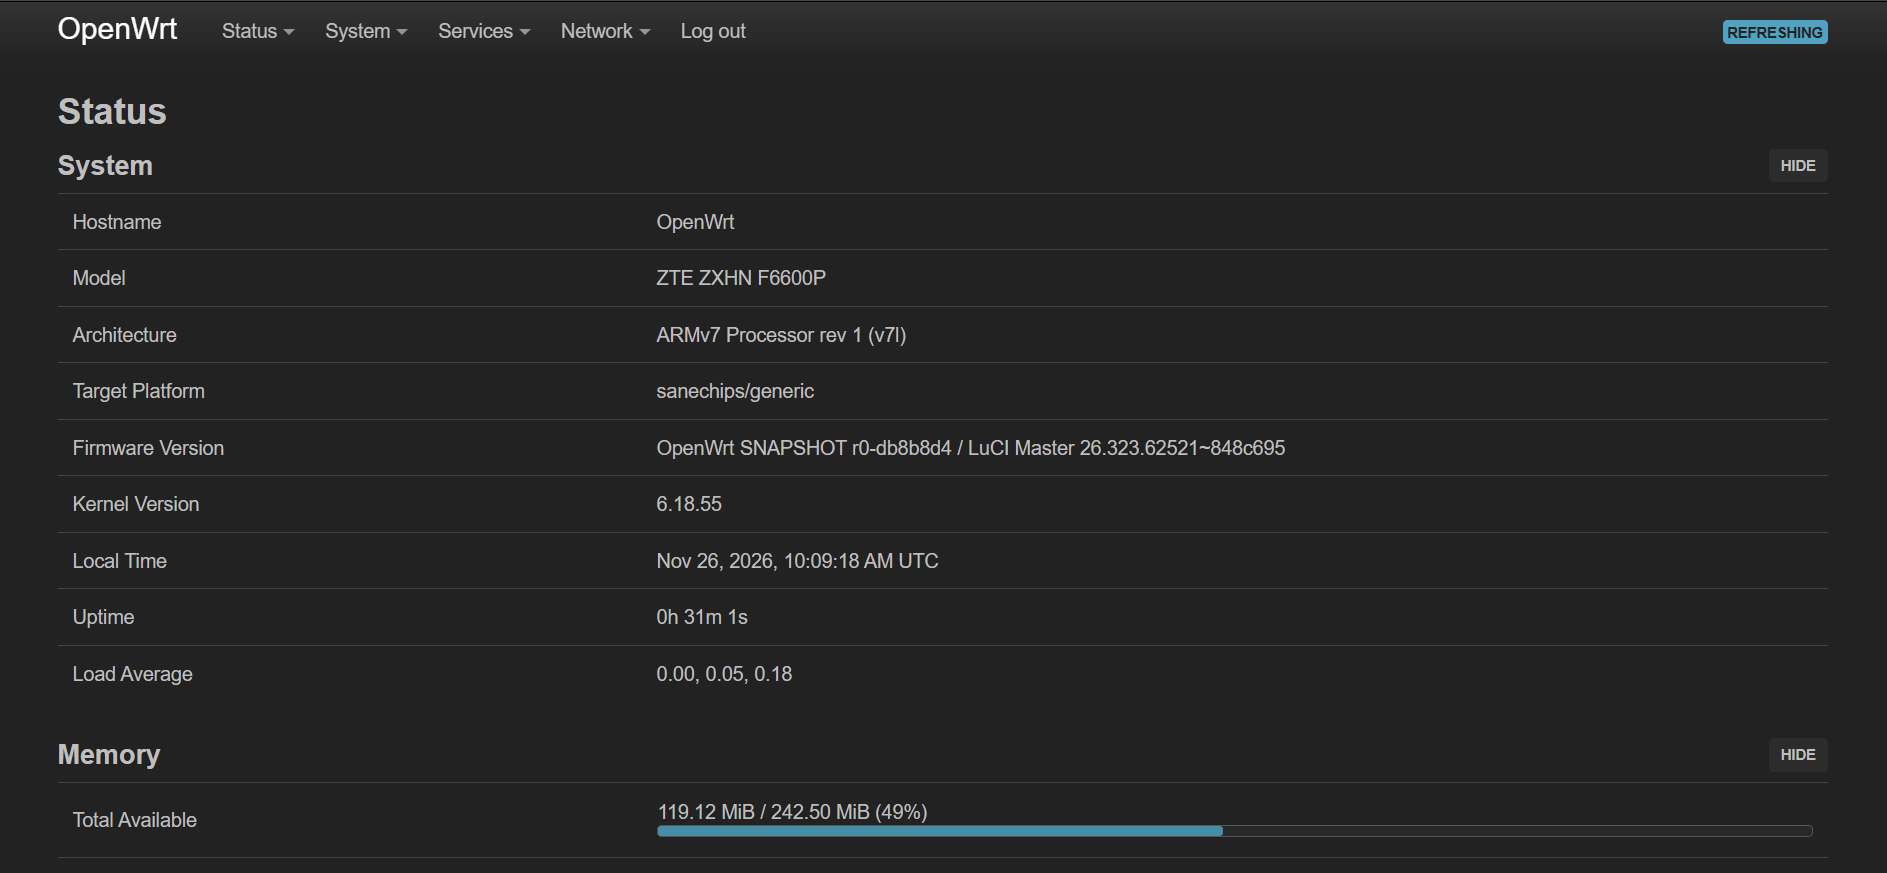 OpenWrt Status System Services Network Log out REFRESHING
Status
System HIDE
Hostname OpenWrt
Model ZTE ZXHN F6600P
Architecture ARMv7 Processor rev 1 (v7l)
Target Platform sanechips/generic
Firmware Version OpenWrt SNAPSHOT r0-db8b8d4 / LuCI Master 26.323.62521~848c695
Kernel Version 6.18.55
Local Time Nov 26, 2026, 10:09:18 AM UTC
Uptime 0h 31m 1s
Load Average 0.00, 0.05, 0.18
Memory HIDE
Total Available 119.12 MiB / 242.50 MiB (49%)